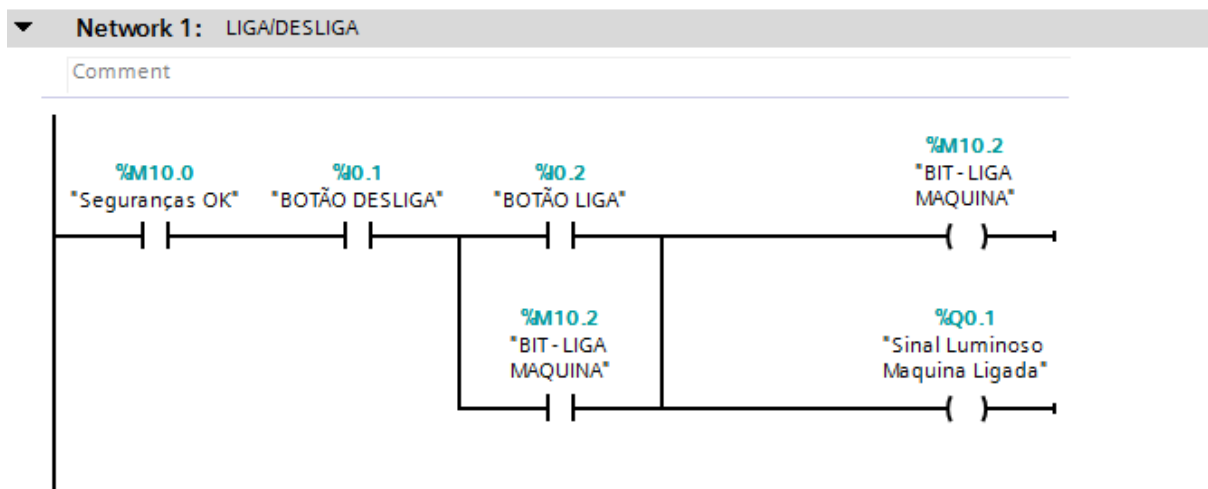 Network 1: LIGA/DESLIGA
Comment
%M10.0
"Seguranças OK"
%I0.1
"BOTÃO DESLIGA"
%I0.2
"BOTÃO LIGA"
%M10.2
"BIT - LIGA
MAQUINA"
%M10.2
"BIT - LIGA
MAQUINA"
%Q0.1
"Sinal Luminoso
Maquina Ligada"